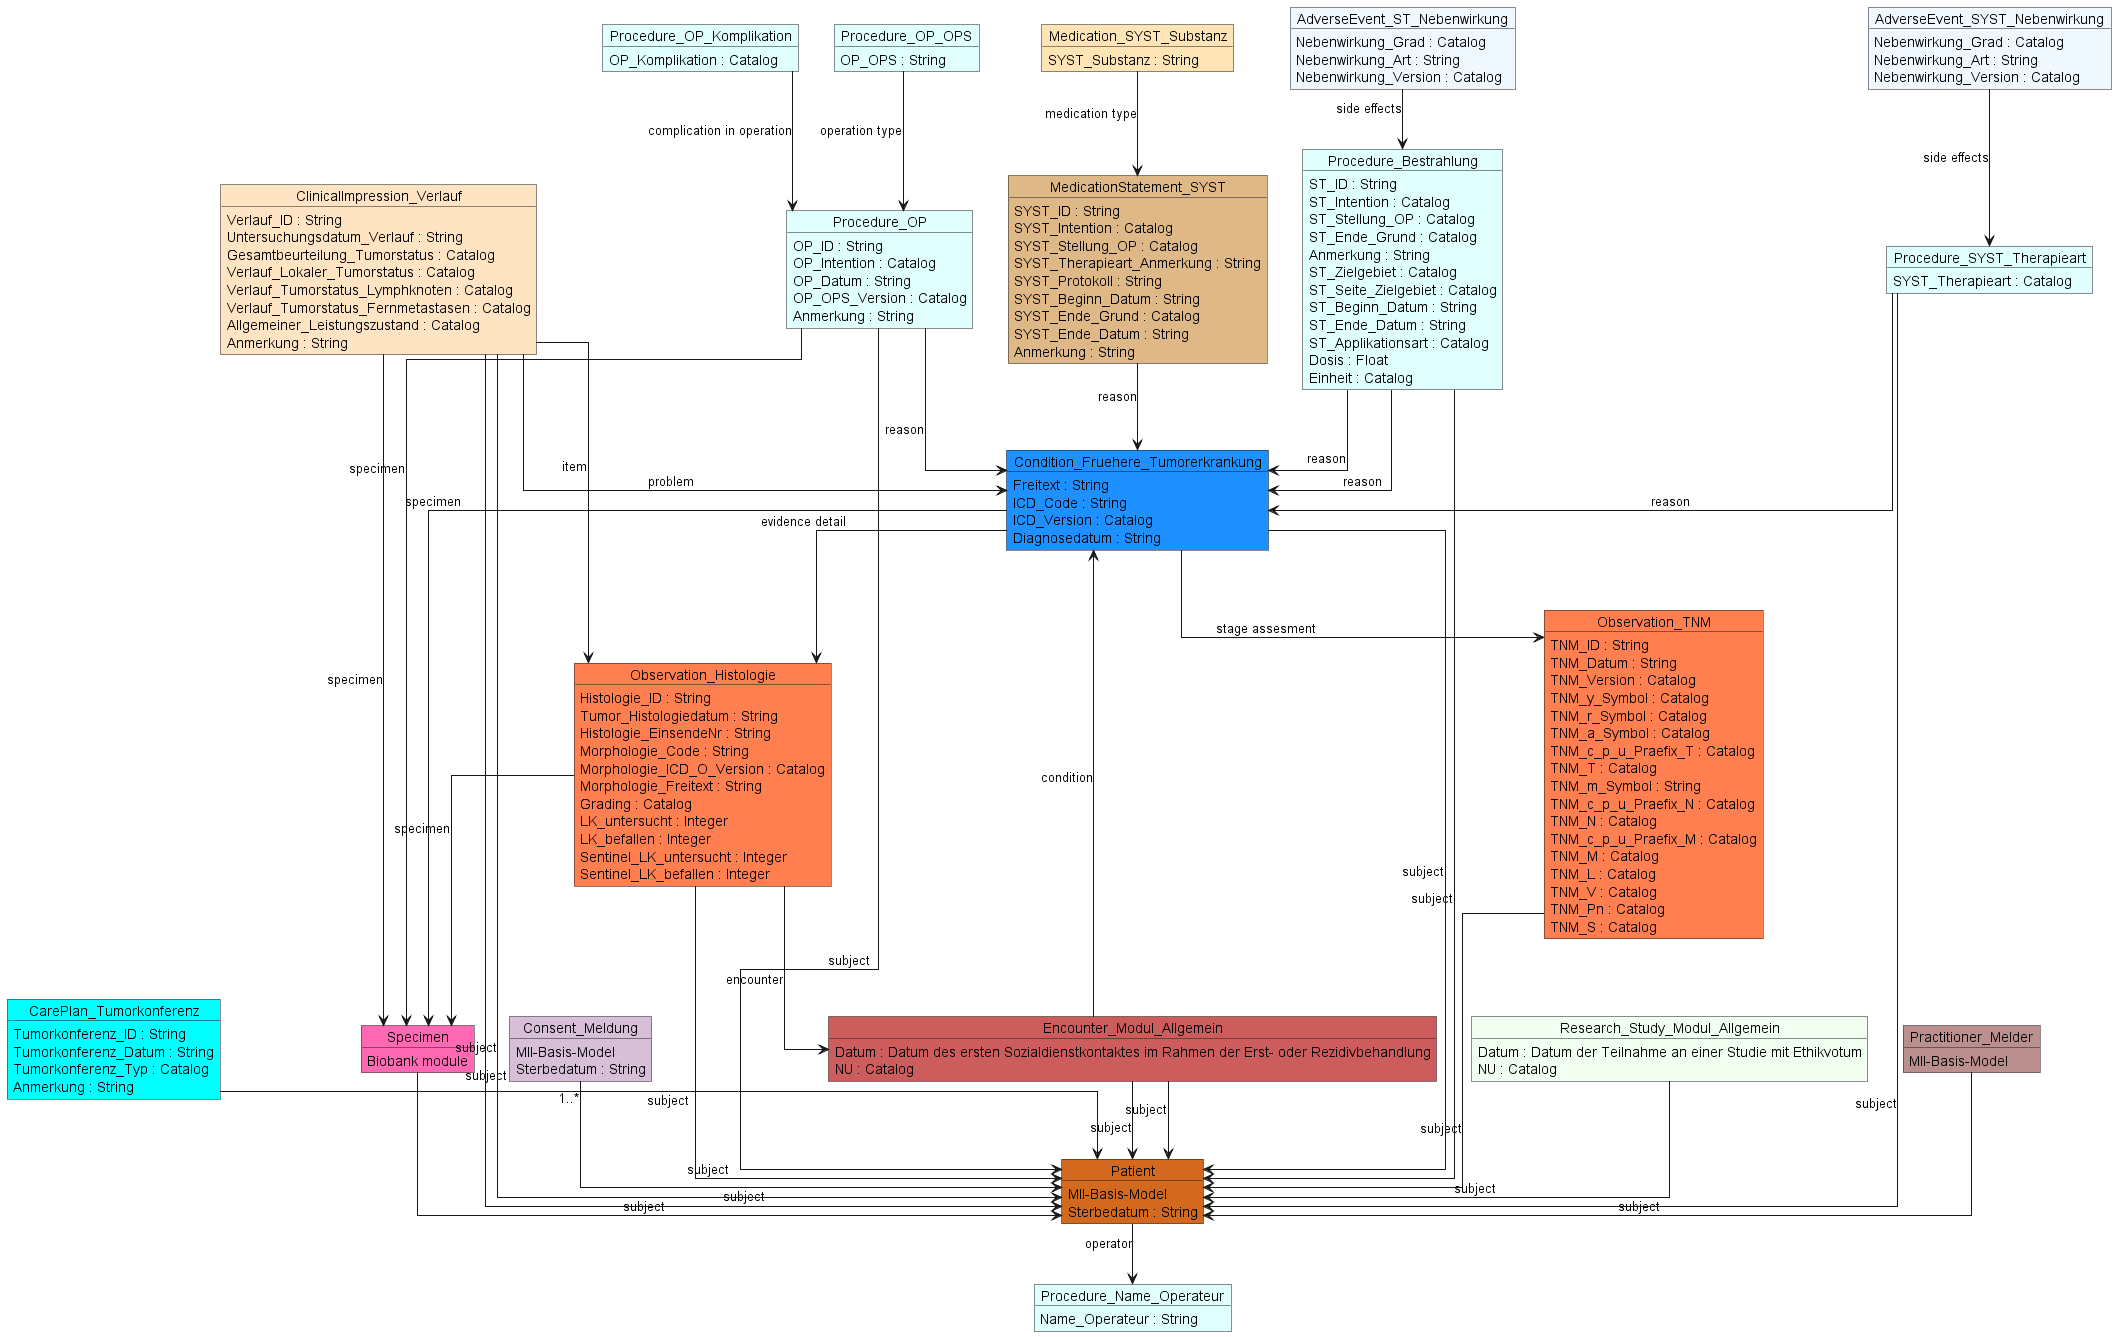 Procedure_OP_Komplikation
OP_Komplikation : Catalog
Procedure_OP_OPS
OP_OPS : String
Medication_SYST_Substanz
SYST_Substanz : String
AdverseEvent_ST_Nebenwirkung
Nebenwirkung_Grad : Catalog
Nebenwirkung_Art : String
Nebenwirkung_Version : Catalog
AdverseEvent_SYST_Nebenwirkung
Nebenwirkung_Grad : Catalog
Nebenwirkung_Art : String
Nebenwirkung_Version : Catalog
complication in operation
operation type
medication type
side effects
side effects
ClinicalImpression_Verlauf
Verlauf_ID : String
Untersuchungsdatum_Verlauf : String
Gesamtbeurteilung_Tumorstatus : Catalog
Verlauf_Lokaler_Tumorstatus : Catalog
Verlauf_Tumorstatus_Lymphknoten : Catalog
Verlauf_Tumorstatus_Fernmetastasen : Catalog
Allgemeiner_Leistungszustand : Catalog
Anmerkung : String
Procedure_OP
OP_ID : String
OP_Intention : Catalog
OP_Datum : String
OP_OPS_Version : Catalog
Anmerkung : String
MedicationStatement_SYST
SYST_ID : String
SYST_Intention : Catalog
SYST_Stellung_OP : Catalog
SYST_Therapieart_Anmerkung : String
SYST_Protokoll : String
SYST_Beginn_Datum : String
SYST_Ende_Grund : Catalog
SYST_Ende_Datum : String
Anmerkung : String
Procedure_Bestrahlung
ST_ID : String
ST_Intention : Catalog
ST_Stellung_OP : Catalog
ST_Ende_Grund : Catalog
Anmerkung : String
ST_Zielgebiet : Catalog
ST_Seite_Zielgebiet : Catalog
ST_Beginn_Datum : String
ST_Ende_Datum : String
ST_Applikationsart : Catalog
Dosis : Float
Einheit : Catalog
Procedure_SYST_Therapieart
SYST_Therapieart : Catalog
reason
reason
reason
reason
reason
specimen
item
problem
specimen
evidence detail
Condition_Fruehere_Tumorerkrankung
Freitext : String
ICD_Code : String
ICD_Version : Catalog
Diagnosedatum : String
stage assesment
specimen
Observation_Histologie
Histologie_ID : String
Tumor_Histologiedatum : String
Histologie_EinsendeNr : String
Morphologie_Code : String
Morphologie_ICD_O_Version : Catalog
Morphologie_Freitext : String
Grading : Catalog
LK_untersucht : Integer
LK_befallen : Integer
Sentinel_LK_untersucht : Integer
Sentinel_LK_befallen : Integer
Observation_TNM
TNM_ID : String
TNM_Datum : String
TNM_Version : Catalog
TNM_y_Symbol : Catalog
TNM_r_Symbol : Catalog
TNM_a_Symbol : Catalog
TNM_c_p_u_Praefix_T : Catalog
TNM_T : Catalog
TNM_m_Symbol : String
TNM_c_p_u_Praefix_N : Catalog
TNM_N : Catalog
TNM_c_p_u_Praefix_M : Catalog
TNM_M : Catalog
TNM_L : Catalog
TNM_V : Catalog
TNM_Pn : Catalog
TNM_S : Catalog
condition
specimen
subject
subject
subject
encounter
CarePlan_Tumorkonferenz
Tumorkonferenz_ID : String
Tumorkonferenz_Datum : String
Tumorkonferenz_Typ : Catalog
Anmerkung : String
Specimen
Biobank module
subject
subject
Consent_Meldung
MII-Basis-Model
Sterbedatum : String
Encounter_Modul_Allgemein
Datum : Datum des ersten Sozialdienstkontaktes im Rahmen der Erst- oder Rezidivbehandlung
NU : Catalog
Research_Study_Modul_Allgemein
Datum : Datum der Teilnahme an einer Studie mit Ethikvotum
NU : Catalog
Practitioner_Melder
MII-Basis-Model
1..*
subject
subject
subject
subject
subject
subject
subject
subject
subject
subject
Patient
MII-Basis-Model
Sterbedatum : String
operator
Procedure_Name_Operateur
Name_Operateur : String